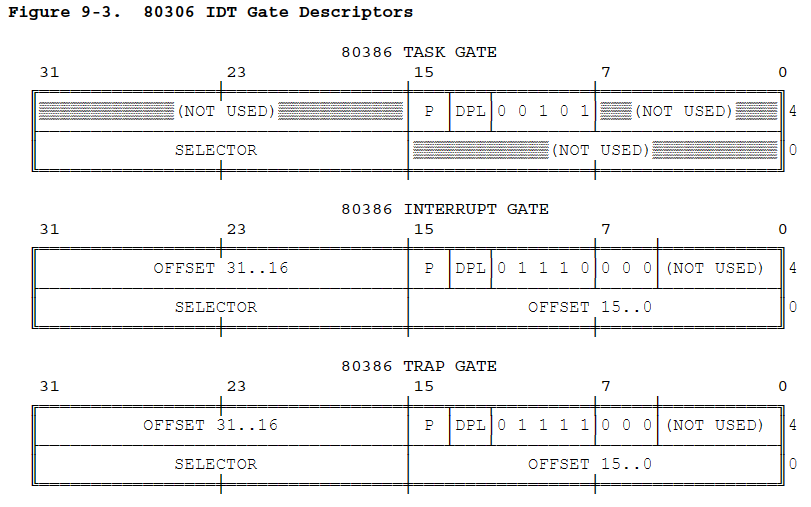 Figure 9-3. 80306 IDT Gate Descriptors
80386 TASK GATE
31 23 15 7 0
(NOT USED) P DPL 0 0 1 0 1 (NOT USED) 4
SELECTOR (NOT USED) 0
80386 INTERRUPT GATE
31 23 15 7 0
OFFSET 31..16 P DPL 0 1 1 1 0 0 0 0 (NOT USED) 4
SELECTOR OFFSET 15..0 0
80386 TRAP GATE
31 23 15 7 0
OFFSET 31..16 P DPL 0 1 1 1 1 0 0 0 (NOT USED) 4
SELECTOR OFFSET 15..0 0